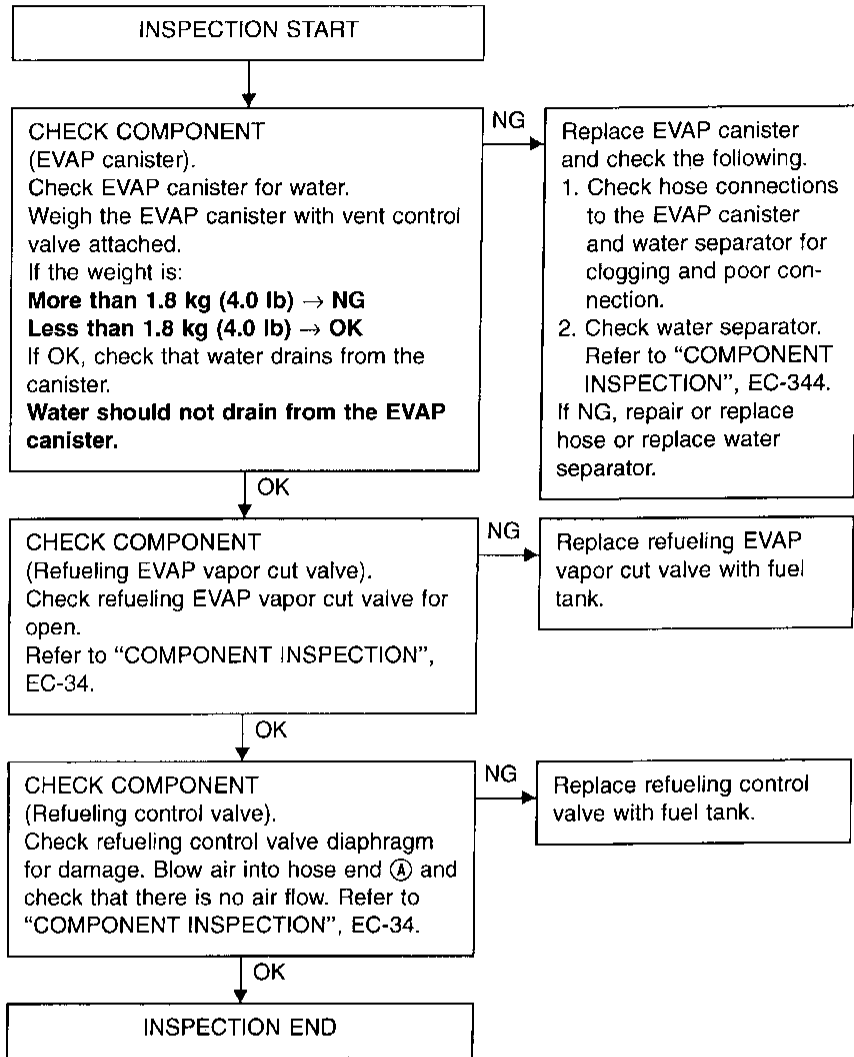 INSPECTION START
CHECK COMPONENT
(EVAP canister).
Check EVAP canister for water.
Weigh the EVAP canister with vent control
valve attached.
If the weight is:
More than 1.8 kg (4.0 lb) → NG
Less than 1.8 kg (4.0 lb) → OK
If OK, check that water drains from the
canister.
Water should not drain from the EVAP
canister.
NG
Replace EVAP canister
and check the following.
1. Check hose connections
to the EVAP canister
and water separator for
clogging and poor con-
nection.
2. Check water separator.
Refer to “COMPONENT
INSPECTION”, EC-344.
If NG, repair or replace
hose or replace water
separator.
OK
CHECK COMPONENT
(Refueling EVAP vapor cut valve).
Check refueling EVAP vapor cut valve for
open.
Refer to “COMPONENT INSPECTION”,
EC-34.
NG
Replace refueling EVAP
vapor cut valve with fuel
tank.
OK
CHECK COMPONENT
(Refueling control valve).
Check refueling control valve diaphragm
for damage. Blow air into hose end Ⓐ and
check that there is no air flow. Refer to
“COMPONENT INSPECTION”, EC-34.
NG
Replace refueling control
valve with fuel tank.
OK
INSPECTION END